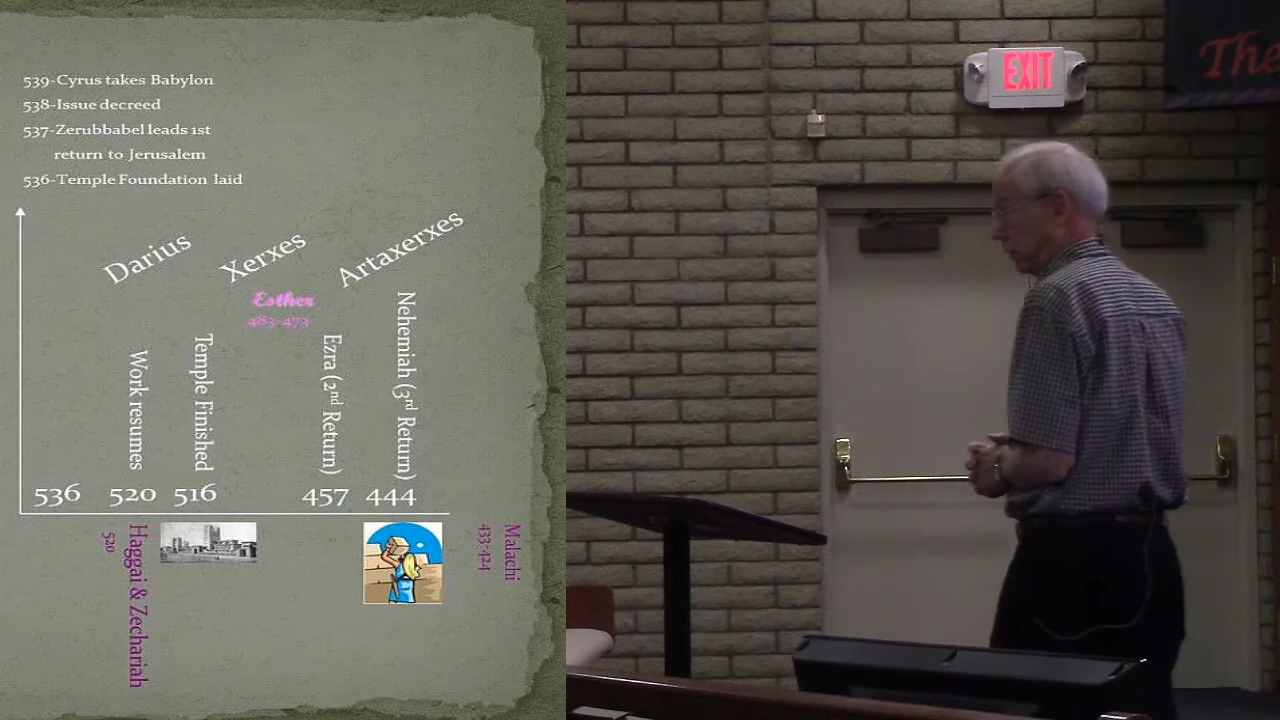 539-Cyrus takes Babylon
538-Issue decreed
537-Zerubbabel leads 1st
return to Jerusalem
536-Temple Foundation laid
Darius
Xerxes
Artaxerxes
Esther
483-473
Work resumes
Temple Finished
Ezra (2nd Return)
Nehemiah (3rd Return)
536 520 516 457 444
Haggai & Zechariah
520
Malachi
433-424
EXIT
The